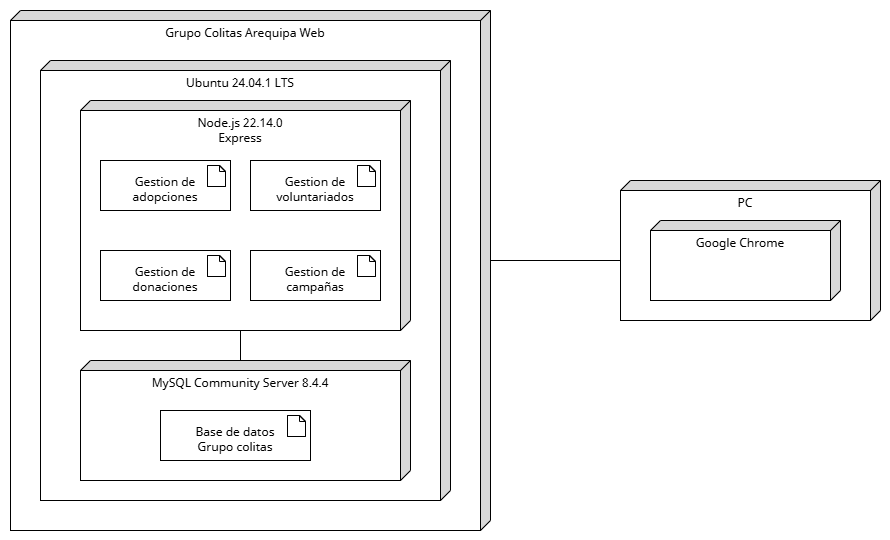 Grupo Colitas Arequipa Web
Ubuntu 24.04.1 LTS
Node.js 22.14.0
Express
Gestion de
adopciones
Gestion de
voluntariados
Gestion de
donaciones
Gestion de
campañas
MySQL Community Server 8.4.4
Base de datos
Grupo colitas
PC
Google Chrome